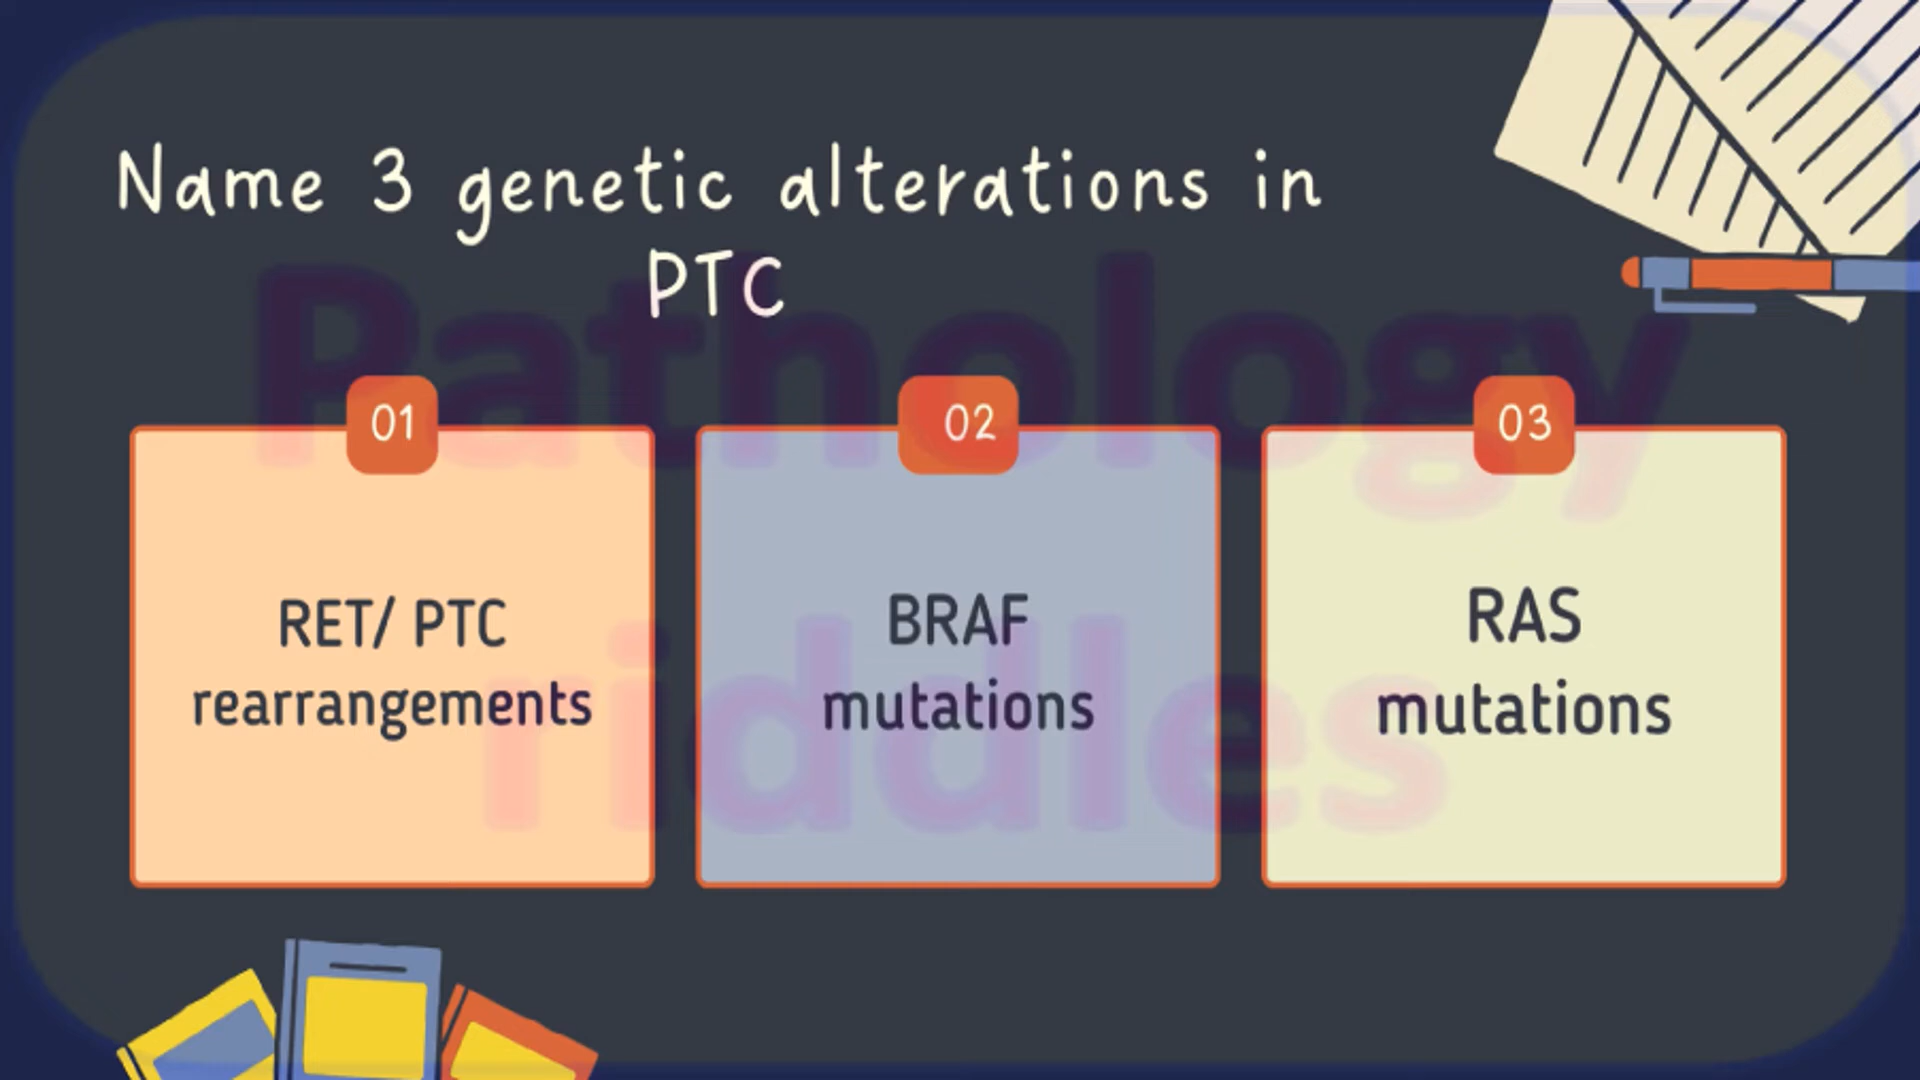 Name 3 genetic alterations in
PTC
Pathology
riddles
01
RET/ PTC
rearrangements
02
BRAF
mutations
03
RAS
mutations